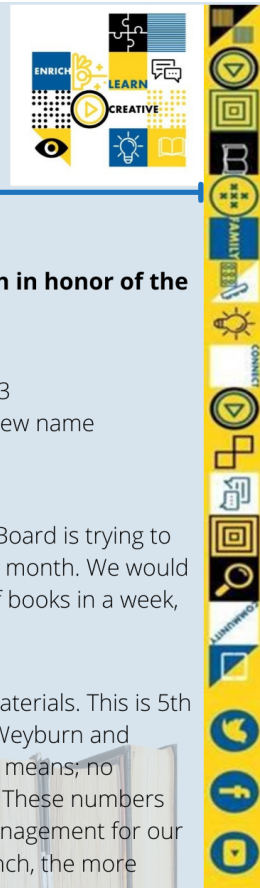 ENRICH
LEARN
CREATIVE
n in honor of the
3
ew name
Board is trying to
month. We would
f books in a week,
aterials. This is 5th
Weyburn and
means; no
These numbers
nagement for our
nch, the more
FAMILY
CONNECT
COMMUNITY